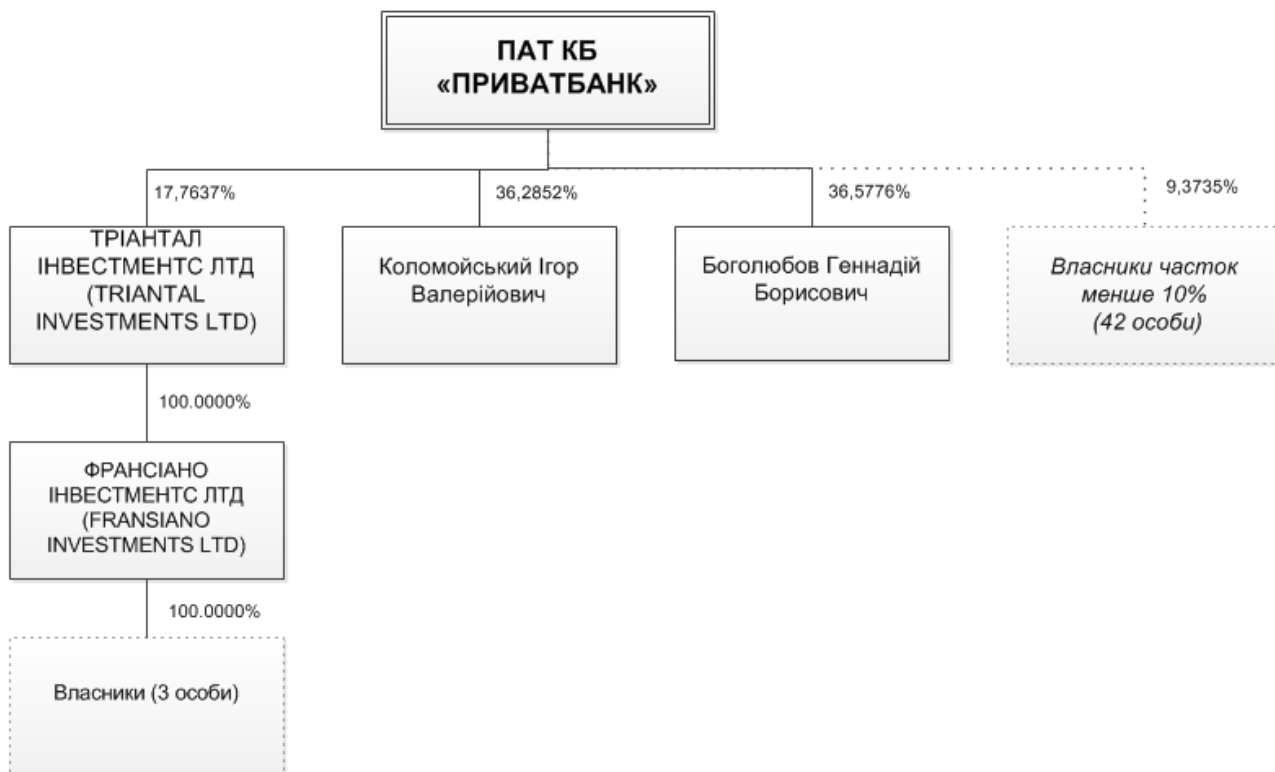 ПАТ КБ
«ПРИВАТБАНК»
17,7637%
36,2852%
36,5776%
9,3735%
ТРІАНТАЛ
ІНВЕСТМЕНТС ЛТД
(TRIANTAL
INVESTMENTS LTD)
Коломойський Ігор
Валерійович
Боголюбов Геннадій
Борисович
Власники часток
менше 10%
(42 особи)
100.0000%
ФРАНСІАНО
ІНВЕСТМЕНТС ЛТД
(FRANSIANO
INVESTMENTS LTD)
100.0000%
Власники (3 особи)